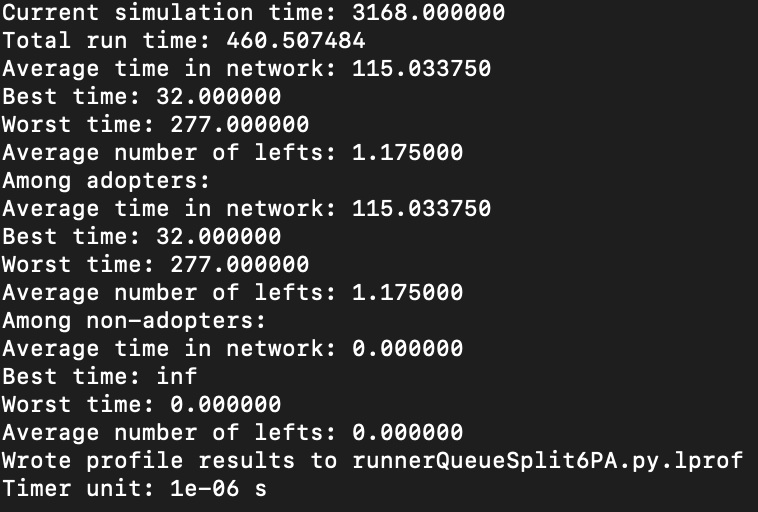 Current simulation time: 3168.000000
Total run time: 460.507484
Average time in network: 115.033750
Best time: 32.000000
Worst time: 277.000000
Average number of lefts: 1.175000
Among adopters:
Average time in network: 115.033750
Best time: 32.000000
Worst time: 277.000000
Average number of lefts: 1.175000
Among non-adopters:
Average time in network: 0.000000
Best time: inf
Worst time: 0.000000
Average number of lefts: 0.000000
Wrote profile results to runnerQueueSplit6PA.py.lprof
Timer unit: 1e-06 s